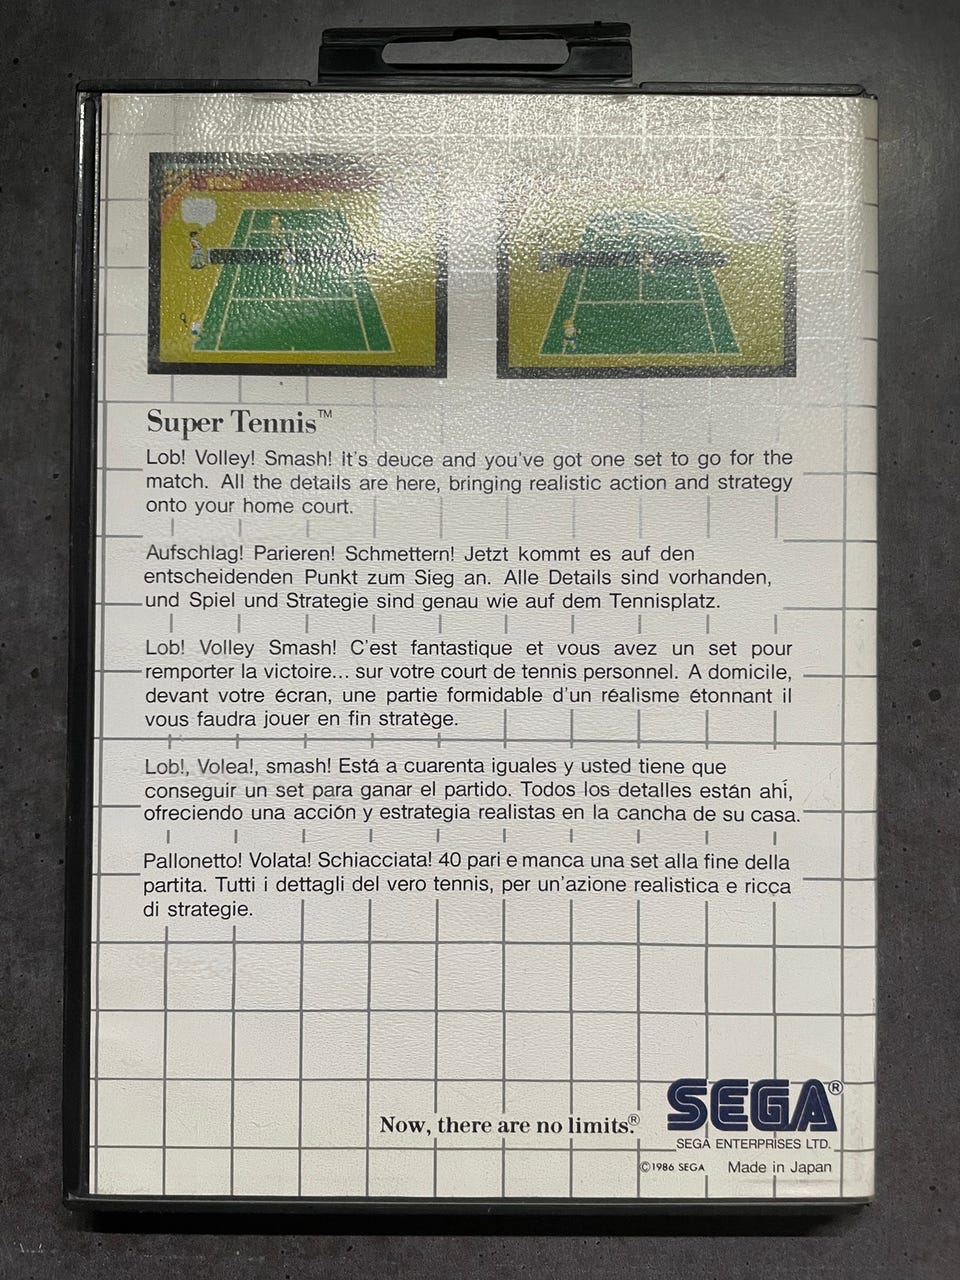 Super Tennis™
Lob! Volley! Smash! It's deuce and you've got one set to go for the
match. All the details are here, bringing realistic action and strategy
onto your home court.
Aufschlag! Parieren! Schmettern! Jetzt kommt es auf den
entscheidenden Punkt zum Sieg an. Alle Details sind vorhanden,
und Spiel und Strategie sind genau wie auf dem Tennisplatz.
Lob! Volley Smash! C'est fantastique et vous avez un set pour
remporter la victoire... sur votre court de tennis personnel. A domicile,
devant votre écran, une partie formidable d'un réalisme étonnant il
vous faudra jouer en fin stratège.
Lob!, Volea!, smash! Está a cuarenta iguales y usted tiene que
conseguir un set para ganar el partido. Todos los detalles están ahí,
ofreciendo una acción y estrategia realistas en la cancha de su casa.
Pallonetto! Volata! Schiacciata! 40 pari e manca una set alla fine della
partita. Tutti i dettagli del vero tennis, per un'azione realistica e ricca
di strategie.
Now, there are no limits.®
SEGA®
SEGA ENTERPRISES LTD.
©1986 SEGA Made in Japan